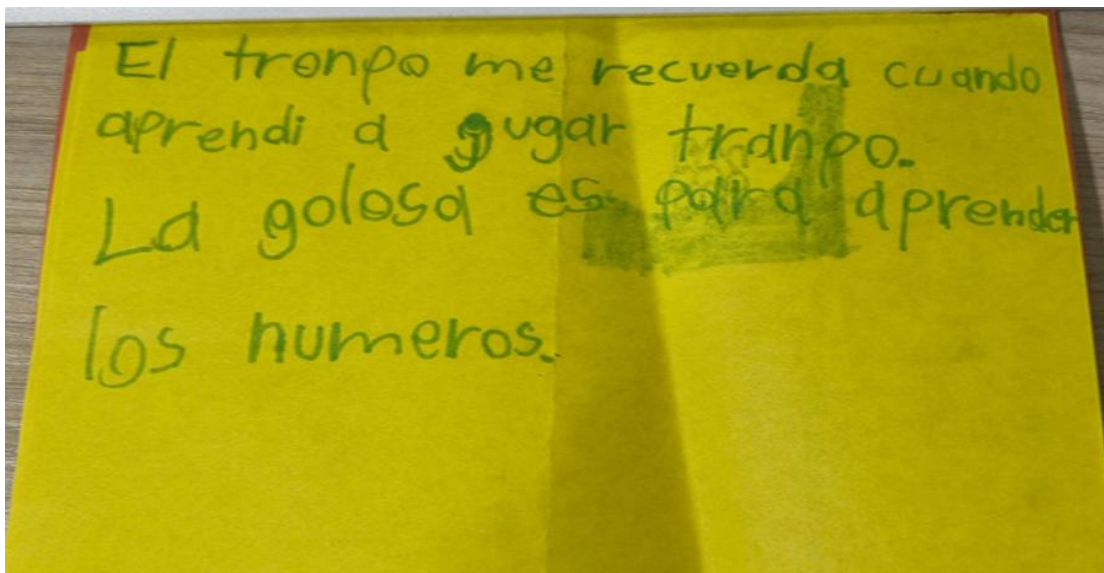 El tronpo me recuerda cuando
aprendi a gugar tranpo.
La golosa es para aprender
los numeros.